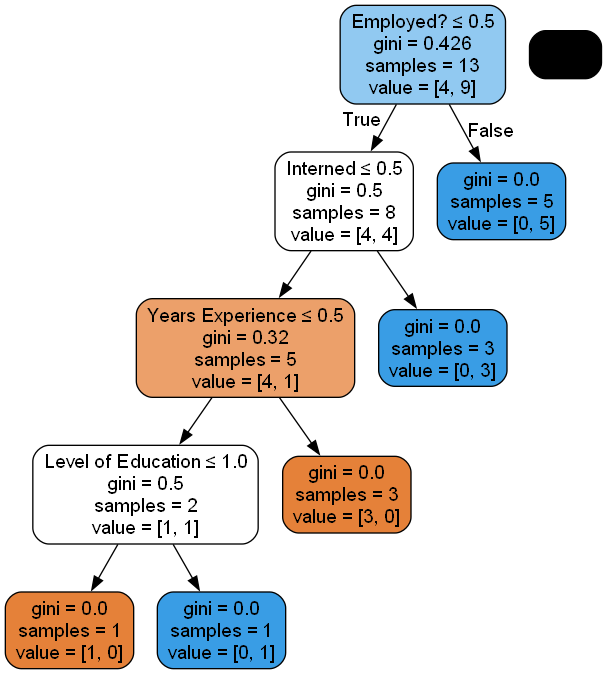 Employed? ≤ 0.5
gini = 0.426
samples = 13
value = [4, 9]
True
False
Interned ≤ 0.5
gini = 0.5
samples = 8
value = [4, 4]
gini = 0.0
samples = 5
value = [0, 5]
Years Experience ≤ 0.5
gini = 0.32
samples = 5
value = [4, 1]
gini = 0.0
samples = 3
value = [0, 3]
Level of Education ≤ 1.0
gini = 0.5
samples = 2
value = [1, 1]
gini = 0.0
samples = 3
value = [3, 0]
gini = 0.0
samples = 1
value = [1, 0]
gini = 0.0
samples = 1
value = [0, 1]